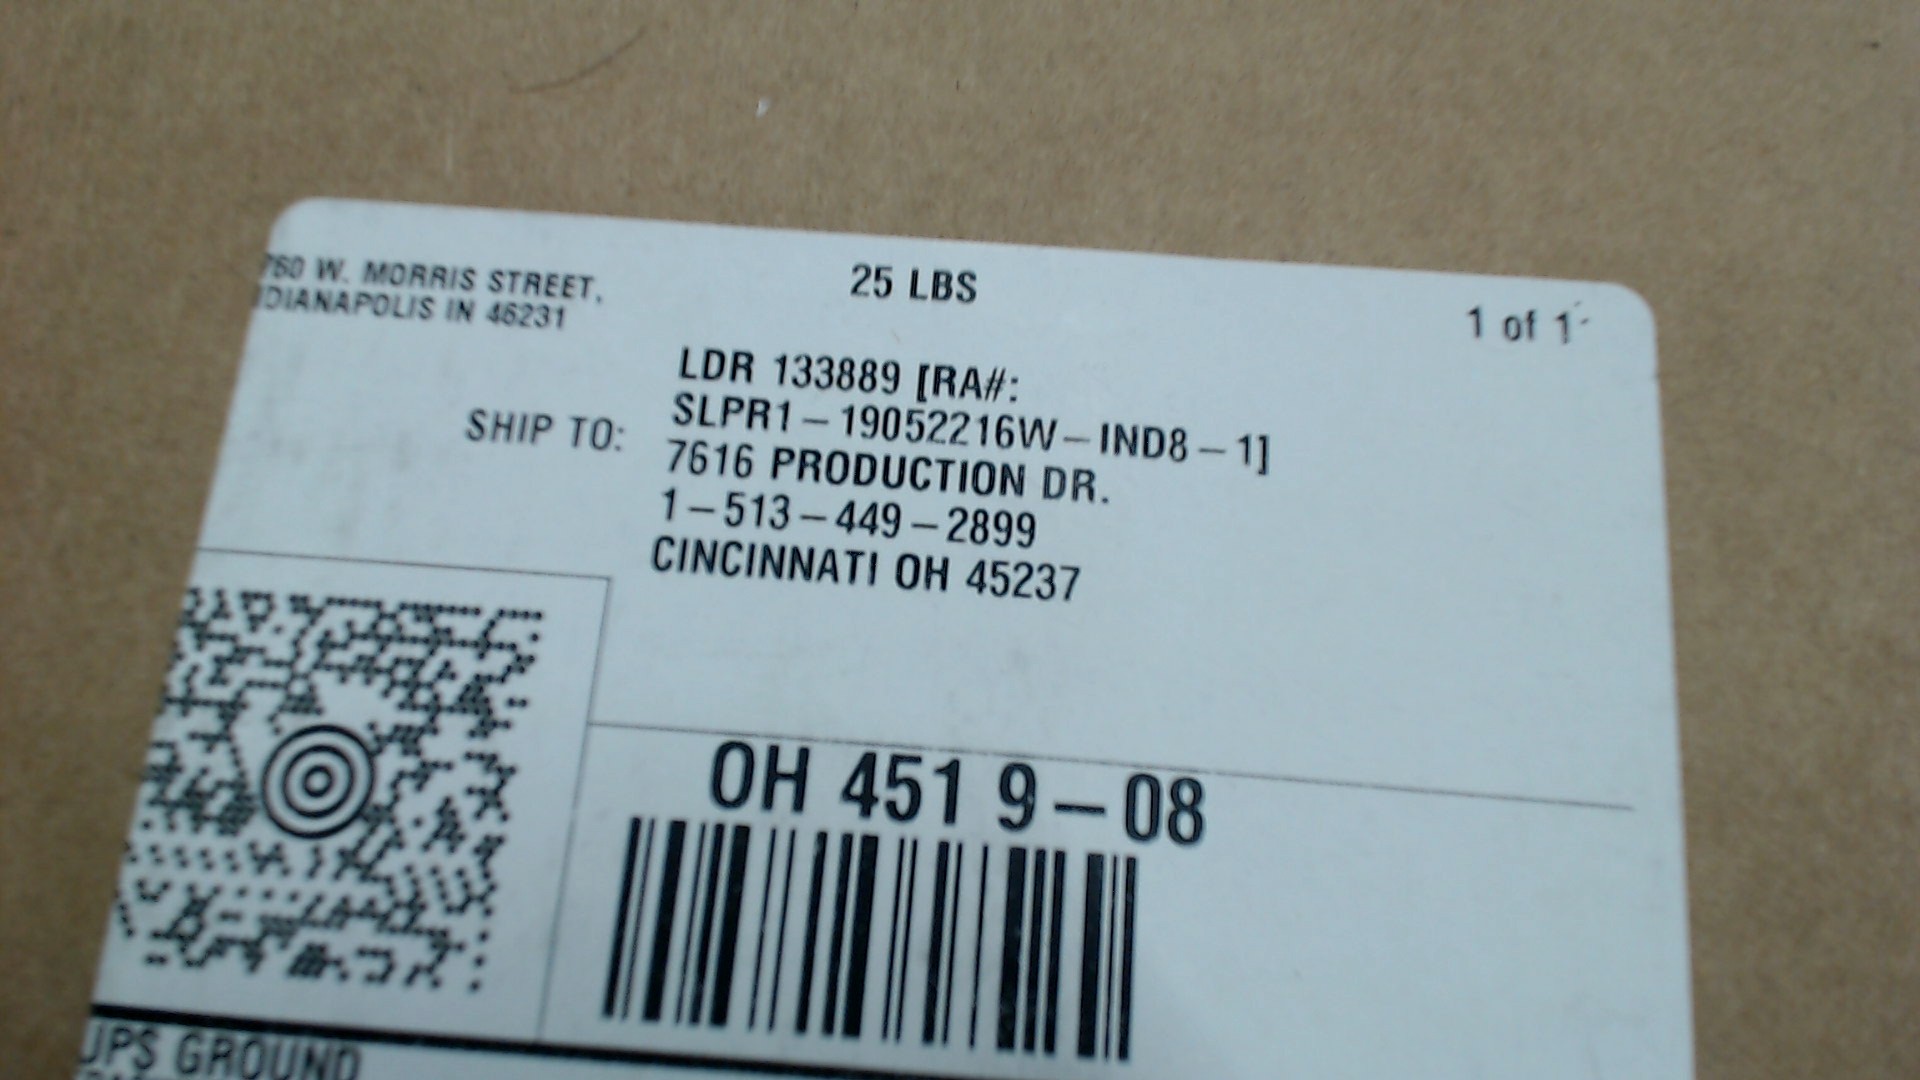 760 W. MORRIS STREET,
DIANAPOLIS IN 46231
25 LBS
1 of 1
SHIP TO:
LDR 133889 [RA#:
SLPR1-19052216W-IND8-1]
7616 PRODUCTION DR.
1-513-449-2899
CINCINNATI OH 45237
OH 451 9-08
UPS GROUND